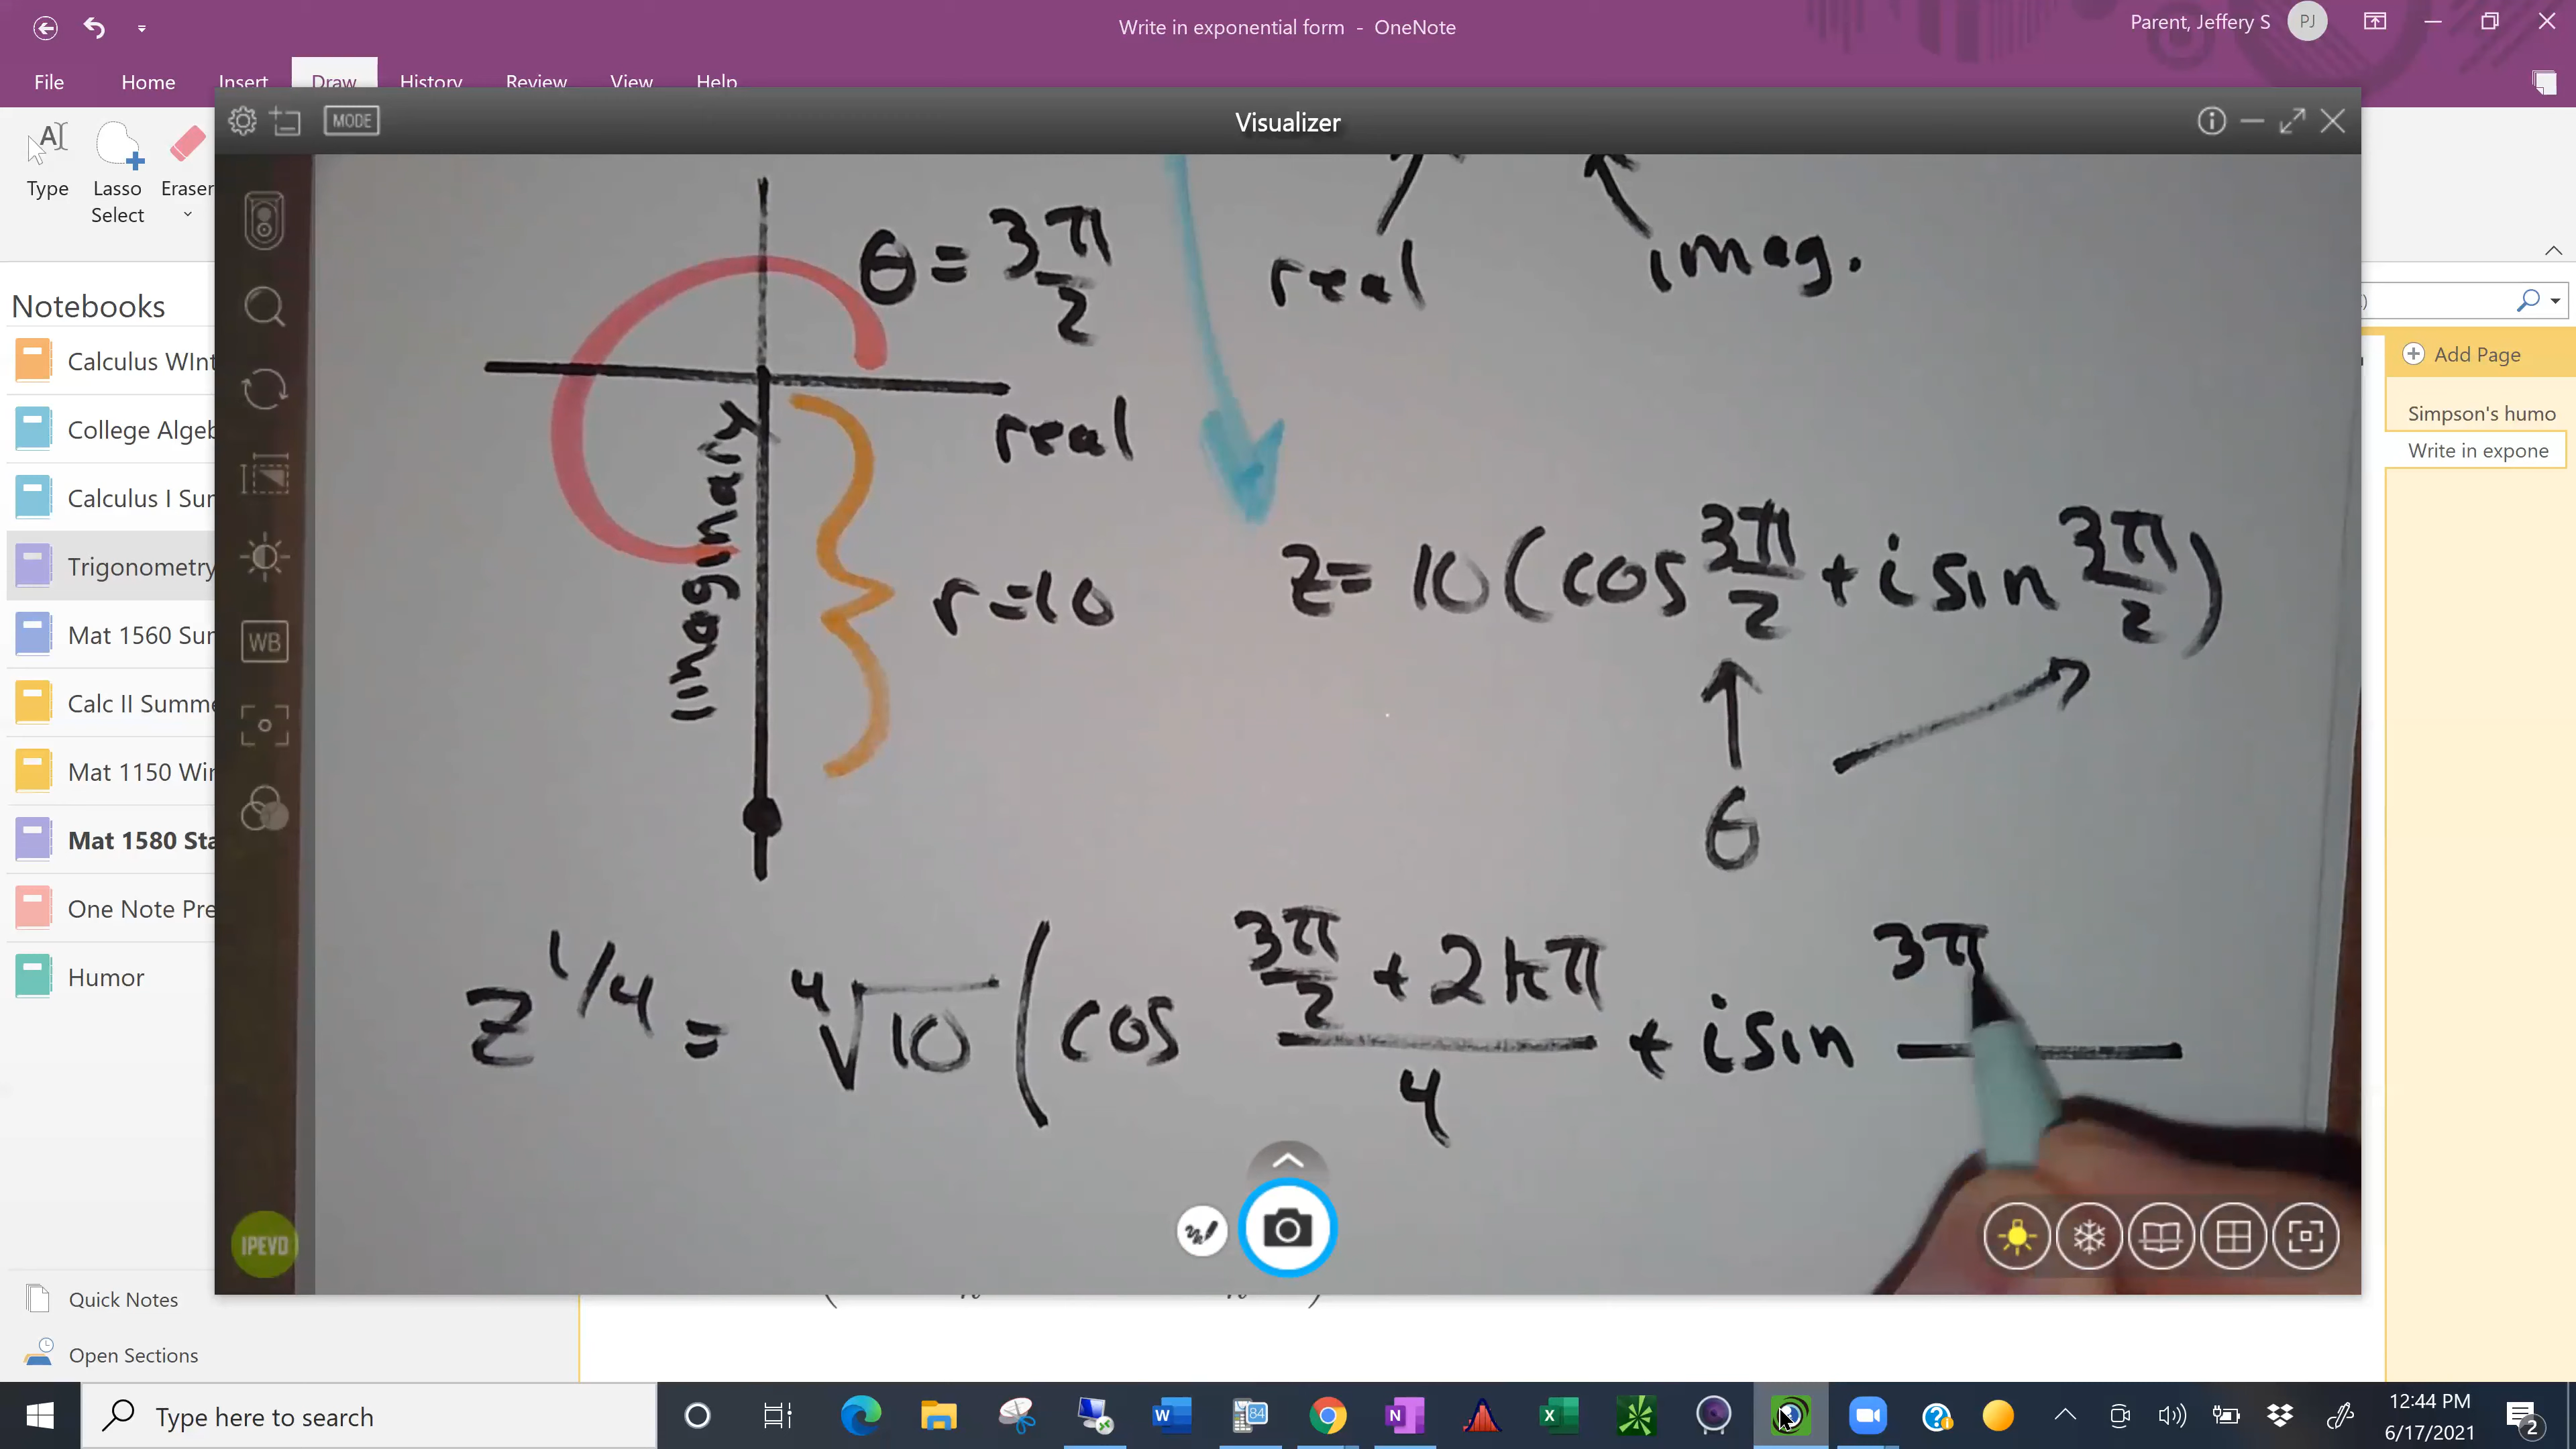 Write in exponential form - OneNote
Parent, Jeffery S PJ
File Home Insert Draw History Review View Help
MODE Visualizer
Type
Lasso
Select
Eraser
Notebooks
Calculus WInt
College Algeb
Calculus I Sur
Trigonometry
Mat 1560 Sur
Calc II Summe
Mat 1150 Wir
Mat 1580 Sta
One Note Pre
Humor
Quick Notes
Open Sections
WB
IPEVO
θ = 3π/2
real
imag.
real
imaginary
r=10
z= 10(cos 3π/2 + i sin 3π/2)
θ
z^1/4 = ⁴√10 (cos (3π/2 + 2kπ)/4 + i sin 3π
Add Page
Simpson's humo
Write in expone
Type here to search
84
12:44 PM
6/17/2021
2